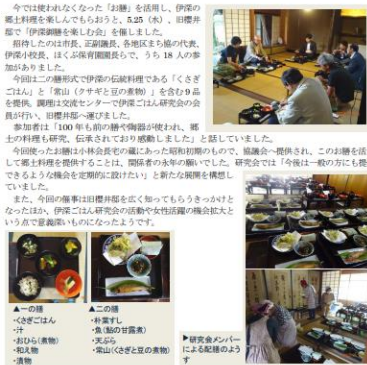 今では使われなくなった「お膳」を活用し、伊深の
郷土料理を楽しんでもらおうと、5.25（水）、旧櫻井
邸で「伊深御膳を楽しむ会」を催しました。
招待したのは市長、正副議長、各地区まち協の代表、
伊深小校長、ほくぶ保育園園長らで、うち 18 人の参
加がありました。
今回は二の膳形式で伊深の伝統料理である「くさぎ
ごはん」と「常山（クサギと豆の煮物）」を含む9品
を提供。調理は交流センターで伊深ごはん研究会の会
員が行い、旧櫻井邸へ運びました。
参加者は「100 年も前の膳や陶器が使われ、郷
土の料理も研究、伝承されており感動しました」と話していました。
今回使ったお膳は小林会長宅の蔵にあった昭和初期のもので、協議会へ提供され、このお膳を活か
して郷土料理を提供することは、関係者の永年の願いでした。研究会では「今後は一般の方にも提供
できるような機会を定期的に設けたい」と新たな展開を構想し
ていました。
また、今回の催事は旧櫻井邸を広く知ってもらうきっかけと
なったほか、伊深ごはん研究会の活動や女性活躍の機会拡大と
いう点で意義深いものになったようです。
▲一の膳
・くさぎごはん
・汁
・おひら（煮物）
・和え物
・漬物
▲二の膳
・朴葉すし
・魚（鮎の甘露煮）
・天ぷら
・常山（くさぎと豆の煮物）
▶研究会メンバー
による配膳のよう
す